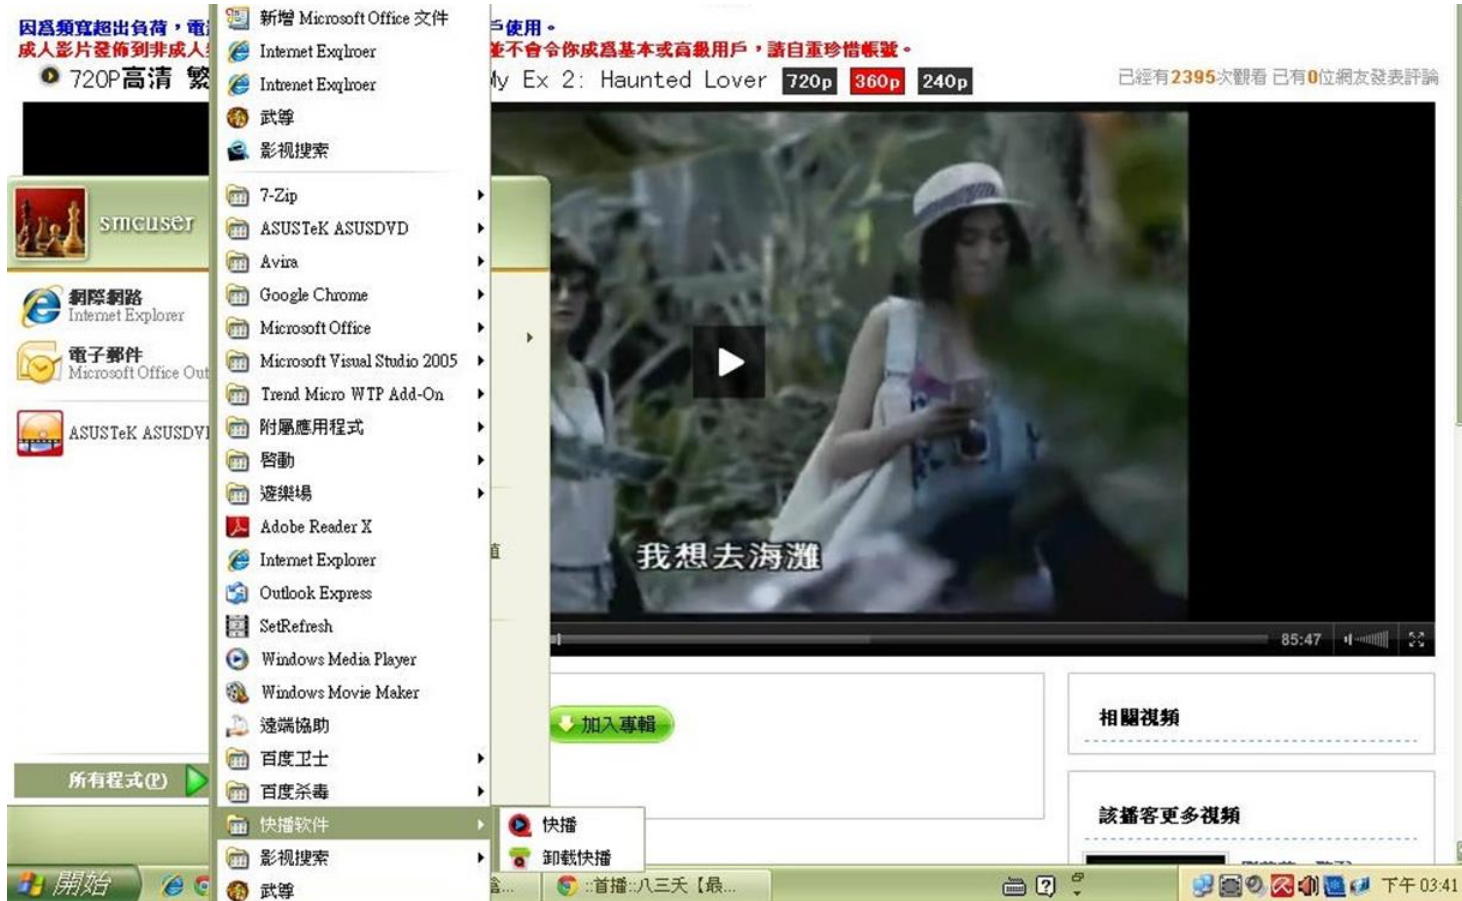 因為頻寬超出負荷,電
戶使用。
成人影片發佈到非成人
並不會令你成為基本或高級用戶,請自重珍惜帳號。
720P高清 繁
My Ex 2: Haunted Lover 720p 360p 240p
已經有2395次觀看 已有0位網友發表評論
smcuser
網際網路
Internet Explorer
電子郵件
Microsoft Office Out
ASUSTeK ASUSDVD
所有程式(P)
新增 Microsoft Office 文件
Internet Exqlroer
Intrenet Exqlroer
武尊
影视搜索
7-Zip
ASUSTeK ASUSDVD
Avira
Google Chrome
Microsoft Office
Microsoft Visual Studio 2005
Trend Micro WTP Add-On
附屬應用程式
啓動
遊樂場
Adobe Reader X
Internet Explorer
Outlook Express
SetRefresh
Windows Media Player
Windows Movie Maker
遠端協助
百度卫士
百度杀毒
快播软件
影视搜索
武尊
快播
卸载快播
我想去海灘
85:47
加入專輯
相關視頻
該播客更多視頻
開始
::首播::八三夭【最...
下午 03:41